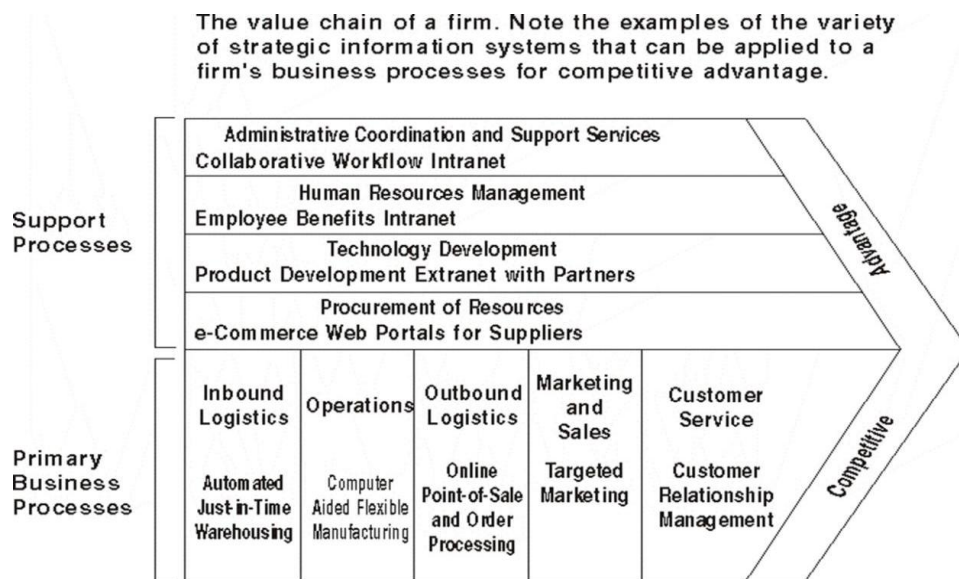 The value chain of a firm. Note the examples of the variety
of strategic information systems that can be applied to a
firm's business processes for competitive advantage.
Support
Processes
Administrative Coordination and Support Services
Collaborative Workflow Intranet
Human Resources Management
Employee Benefits Intranet
Technology Development
Product Development Extranet with Partners
Procurement of Resources
e-Commerce Web Portals for Suppliers
Advantage
Primary
Business
Processes
Inbound
Logistics
Automated
Just-in-Time
Warehousing
Operations
Computer
Aided Flexible
Manufacturing
Outbound
Logistics
Online
Point-of-Sale
and Order
Processing
Marketing
and
Sales
Targeted
Marketing
Customer
Service
Customer
Relationship
Management
Competitive